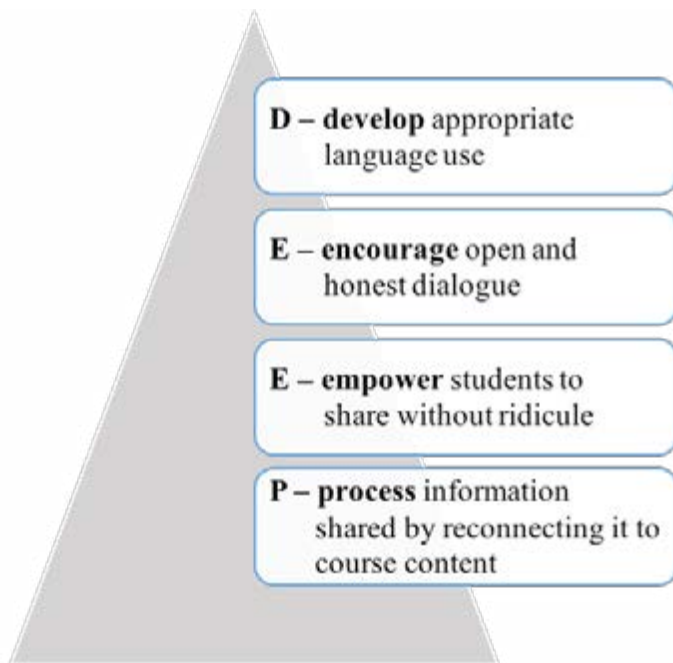 D – develop appropriate
language use
E – encourage open and
honest dialogue
E – empower students to
share without ridicule
P – process information
shared by reconnecting it to
course content